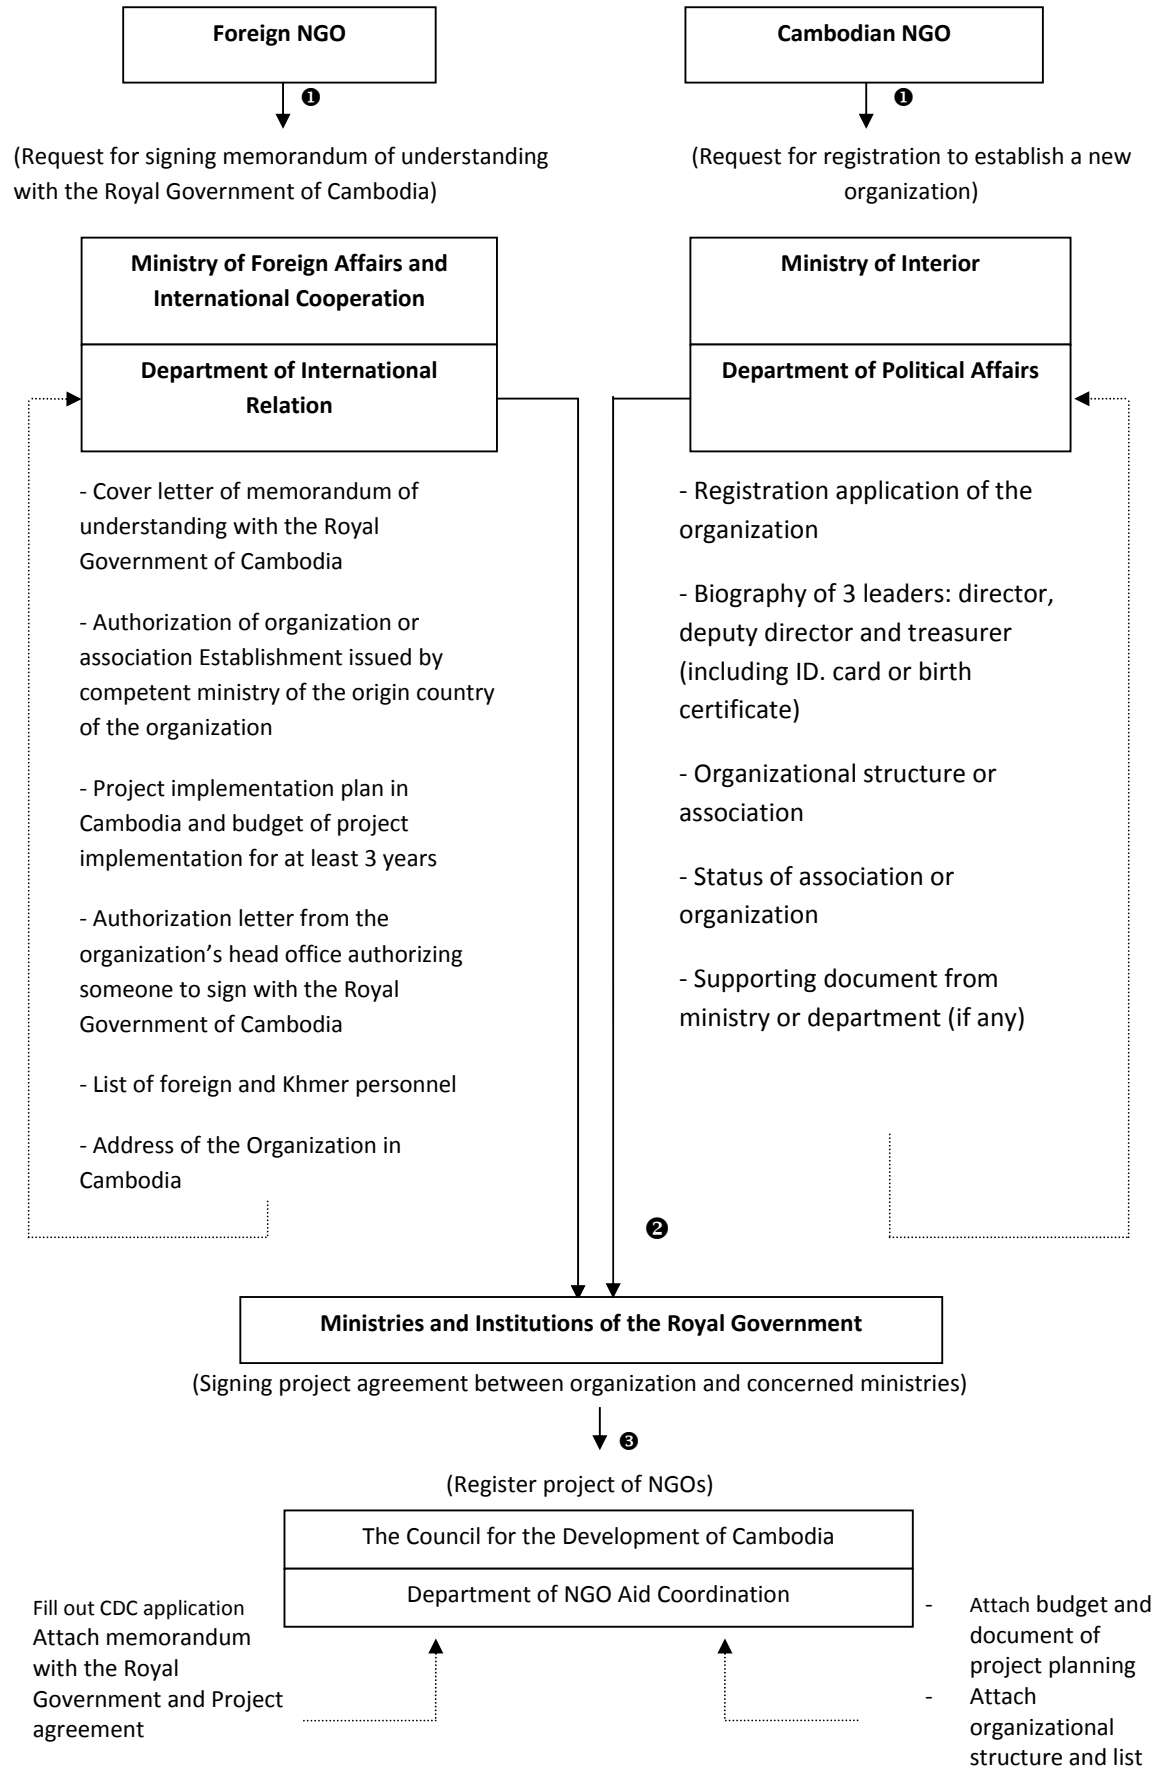 Foreign NGO
Cambodian NGO
❶
❶
(Request for signing memorandum of understanding
with the Royal Government of Cambodia)
(Request for registration to establish a new
organization)
Ministry of Foreign Affairs and
International Cooperation
Department of International
Relation
Ministry of Interior
Department of Political Affairs
- Cover letter of memorandum of
understanding with the Royal
Government of Cambodia
- Authorization of organization or
association Establishment issued by
competent ministry of the origin country
of the organization
- Project implementation plan in
Cambodia and budget of project
implementation for at least 3 years
- Authorization letter from the
organization’s head office authorizing
someone to sign with the Royal
Government of Cambodia
- List of foreign and Khmer personnel
- Address of the Organization in
Cambodia
- Registration application of the
organization
- Biography of 3 leaders: director,
deputy director and treasurer
(including ID. card or birth
certificate)
- Organizational structure or
association
- Status of association or
organization
- Supporting document from
ministry or department (if any)
❷
Ministries and Institutions of the Royal Government
(Signing project agreement between organization and concerned ministries)
❸
(Register project of NGOs)
The Council for the Development of Cambodia
Department of NGO Aid Coordination
Fill out CDC application
Attach memorandum
with the Royal
Government and Project
agreement
- Attach budget and
document of
project planning
- Attach
organizational
structure and list